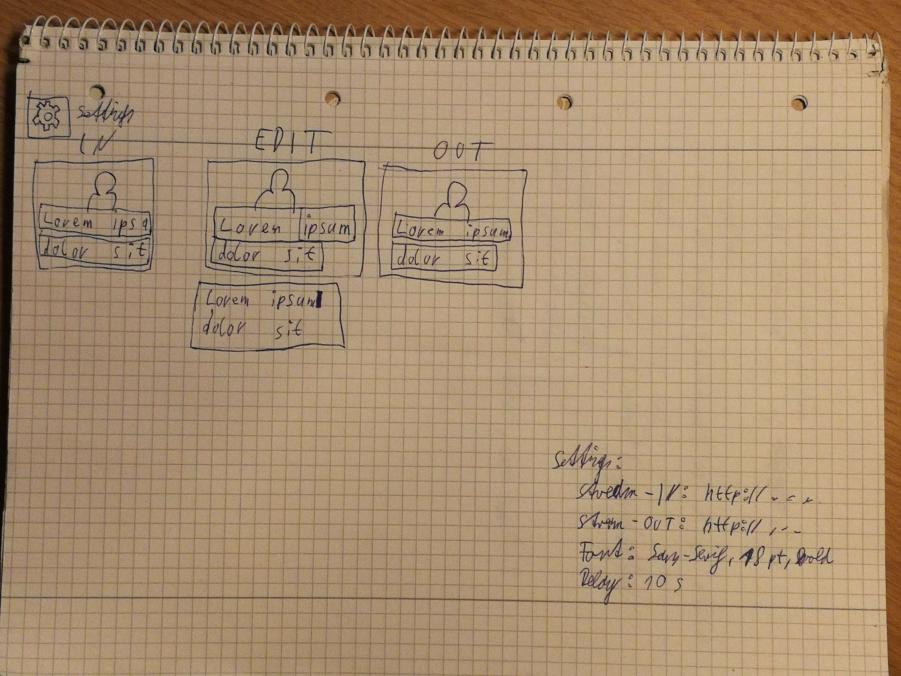 settings
IN
EDIT
OUT
Lorem ipsu
dolor sit
Lorem ipsum
dolor sit
Lorem ipsum
dolor sit
Lorem ipsum
dolor sit
settings:
stream-IN: http://...
stream-OUT: http://...
Font: Sans-Serif, 18 pt, bold
Delay: 10 s